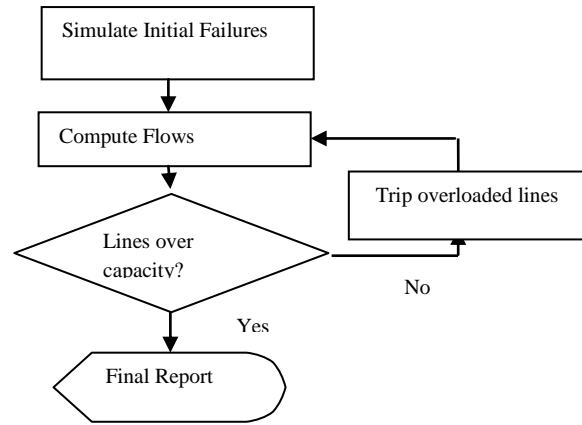 Simulate Initial Failures
Compute Flows
Trip overloaded lines
Lines over
capacity?
No
Yes
Final Report